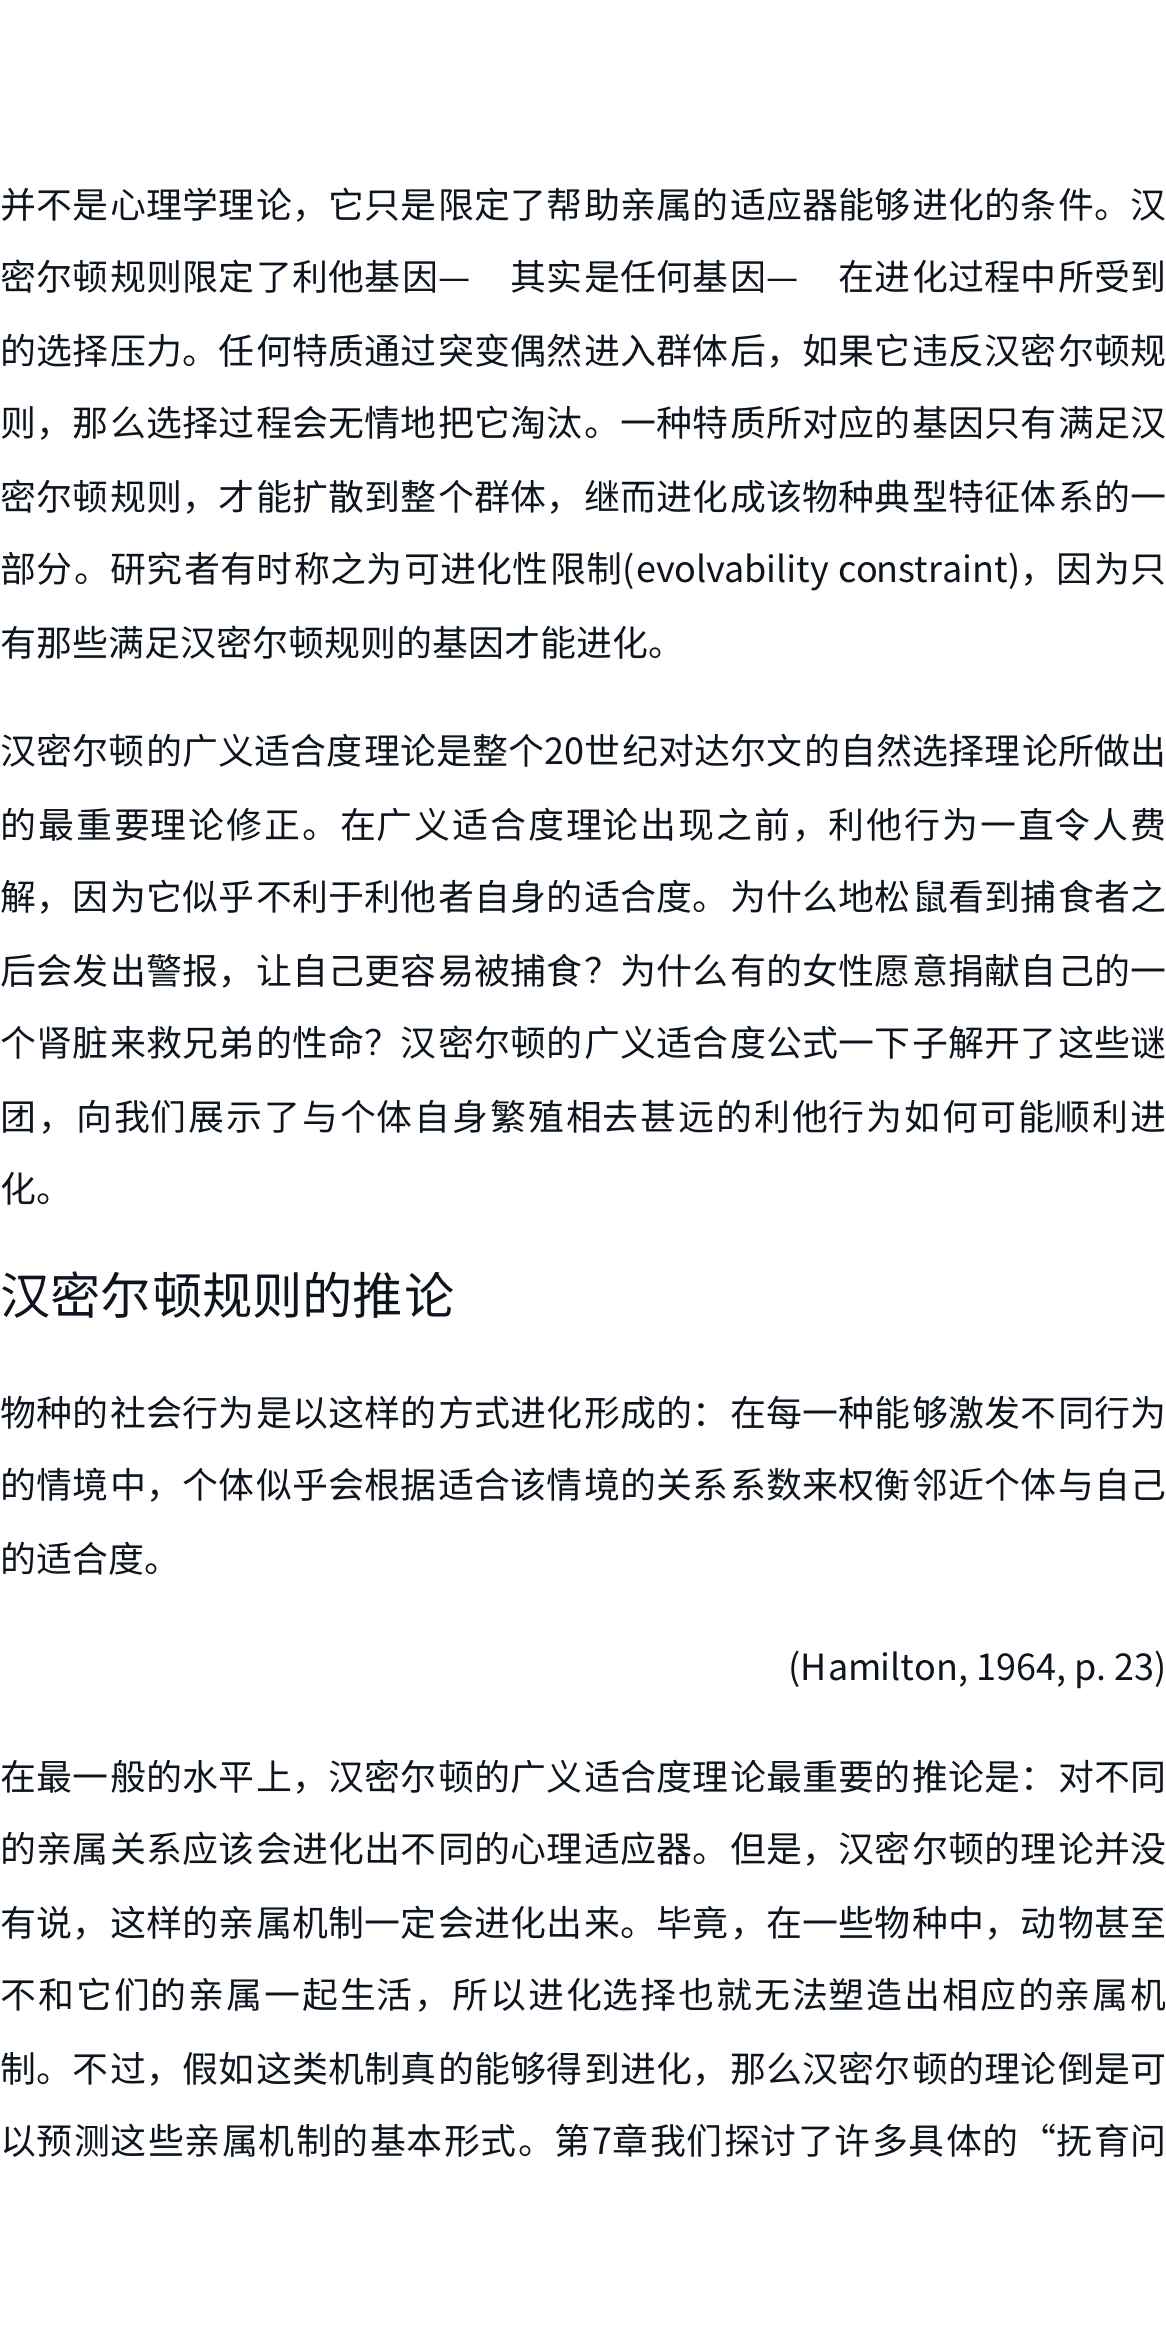 并不是心理学理论，它只是限定了帮助亲属的适应器能够进化的条件。汉
密尔顿规则限定了利他基因—　其实是任何基因—　在进化过程中所受到
的选择压力。任何特质通过突变偶然进入群体后，如果它违反汉密尔顿规
则，那么选择过程会无情地把它淘汰。一种特质所对应的基因只有满足汉
密尔顿规则，才能扩散到整个群体，继而进化成该物种典型特征体系的一
部分。研究者有时称之为可进化性限制(evolvability constraint)，因为只
有那些满足汉密尔顿规则的基因才能进化。
汉密尔顿的广义适合度理论是整个20世纪对达尔文的自然选择理论所做出
的最重要理论修正。在广义适合度理论出现之前，利他行为一直令人费
解，因为它似乎不利于利他者自身的适合度。为什么地松鼠看到捕食者之
后会发出警报，让自己更容易被捕食？为什么有的女性愿意捐献自己的一
个肾脏来救兄弟的性命？汉密尔顿的广义适合度公式一下子解开了这些谜
团，向我们展示了与个体自身繁殖相去甚远的利他行为如何可能顺利进
化。
汉密尔顿规则的推论
物种的社会行为是以这样的方式进化形成的：在每一种能够激发不同行为
的情境中，个体似乎会根据适合该情境的关系系数来权衡邻近个体与自己
的适合度。
(Hamilton, 1964, p. 23)
在最一般的水平上，汉密尔顿的广义适合度理论最重要的推论是：对不同
的亲属关系应该会进化出不同的心理适应器。但是，汉密尔顿的理论并没
有说，这样的亲属机制一定会进化出来。毕竟，在一些物种中，动物甚至
不和它们的亲属一起生活，所以进化选择也就无法塑造出相应的亲属机
制。不过，假如这类机制真的能够得到进化，那么汉密尔顿的理论倒是可
以预测这些亲属机制的基本形式。第7章我们探讨了许多具体的“抚育问